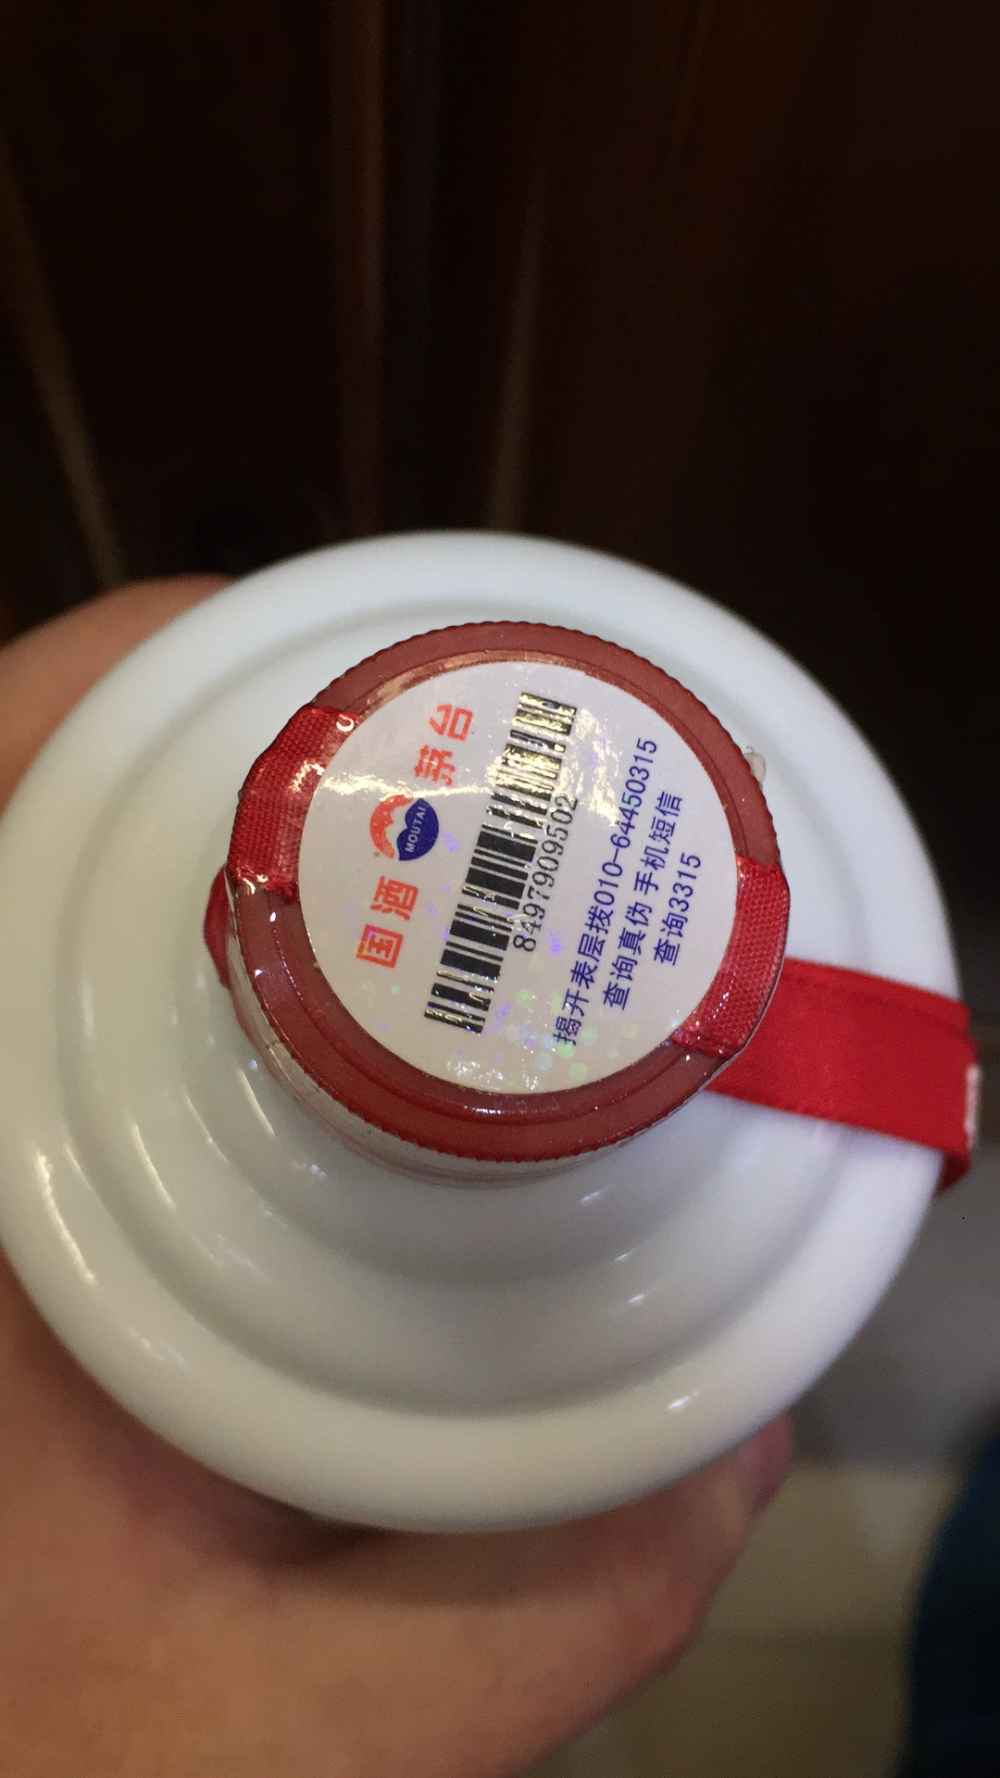 国酒 MOUTAI 茅台
8497909502
揭开表层拨010-64450315
查询真伪 手机短信
查询3315